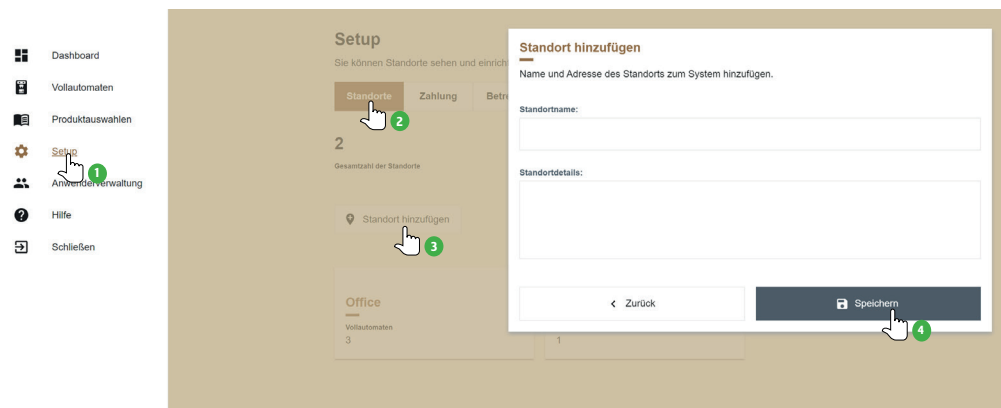 Dashboard
Vollautomaten
Produktauswahlen
Setup
Anwenderverwaltung
Hilfe
Schließen
1
Setup
Sie können Standorte sehen und einrich
Standorte
Zahlung
Betr
2
2
Gesamtzahl der Standorte
Standort hinzufügen
3
Office
Vollautomaten
3
1
Standort hinzufügen
Name und Adresse des Standorts zum System hinzufügen.
Standortname:
Standortdetails:
Zurück
Speichern
4